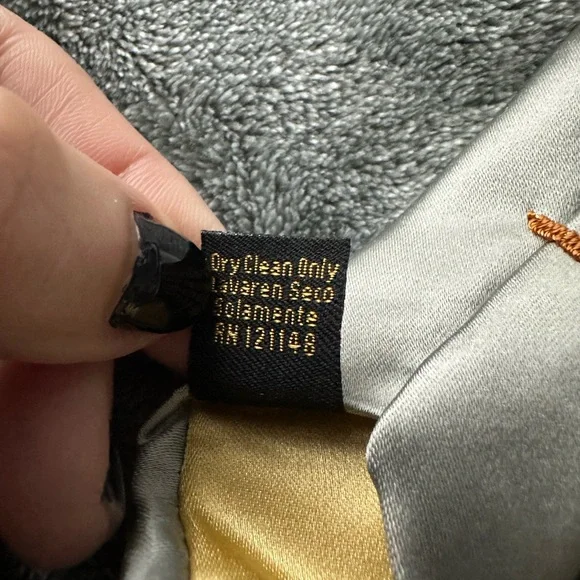 Dry Clean Only
LaVaren Seco
Solamente
RN 121148